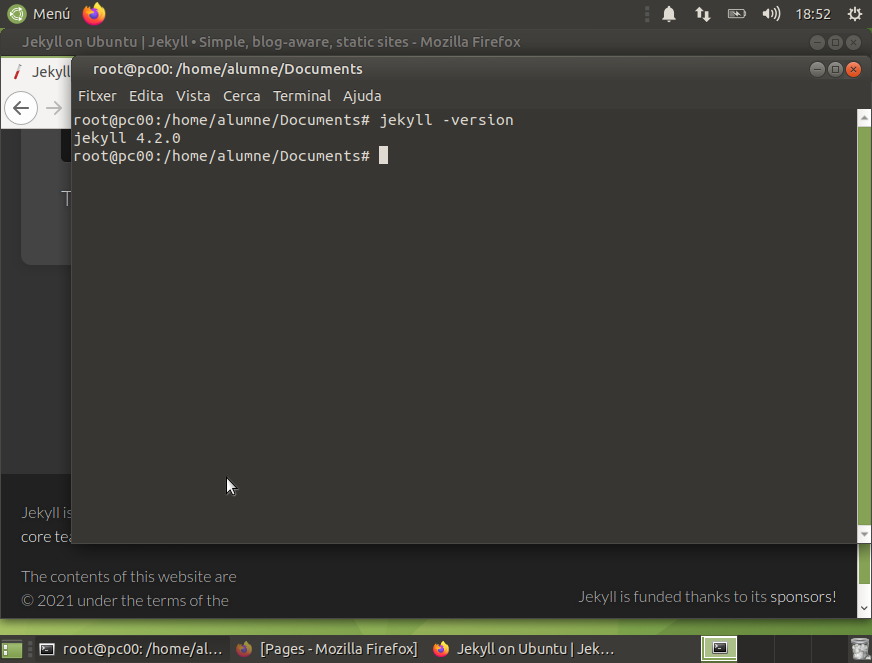 Menú
18:52
Jekyll on Ubuntu | Jekyll • Simple, blog-aware, static sites - Mozilla Firefox
Jekyll
root@pc00: /home/alumne/Documents
Fitxer Edita Vista Cerca Terminal Ajuda
root@pc00:/home/alumne/Documents# jekyll -version
jekyll 4.2.0
root@pc00:/home/alumne/Documents#
T
Jekyll is
core tea
The contents of this website are
© 2021 under the terms of the
Jekyll is funded thanks to its sponsors!
root@pc00: /home/al...
[Pages - Mozilla Firefox]
Jekyll on Ubuntu | Jek...